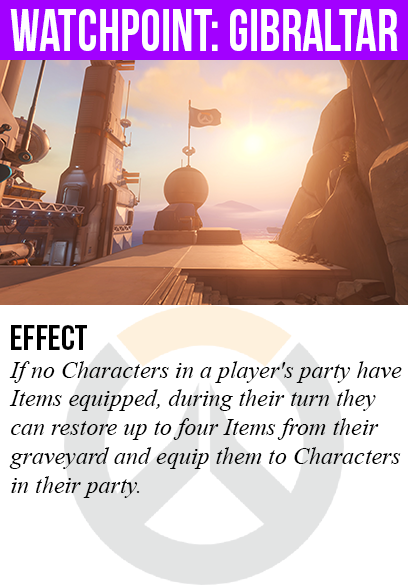 WATCHPOINT: GIBRALTAR
EFFECT
If no Characters in a player's party have
Items equipped, during their turn they
can restore up to four Items from their
graveyard and equip them to Characters
in their party.